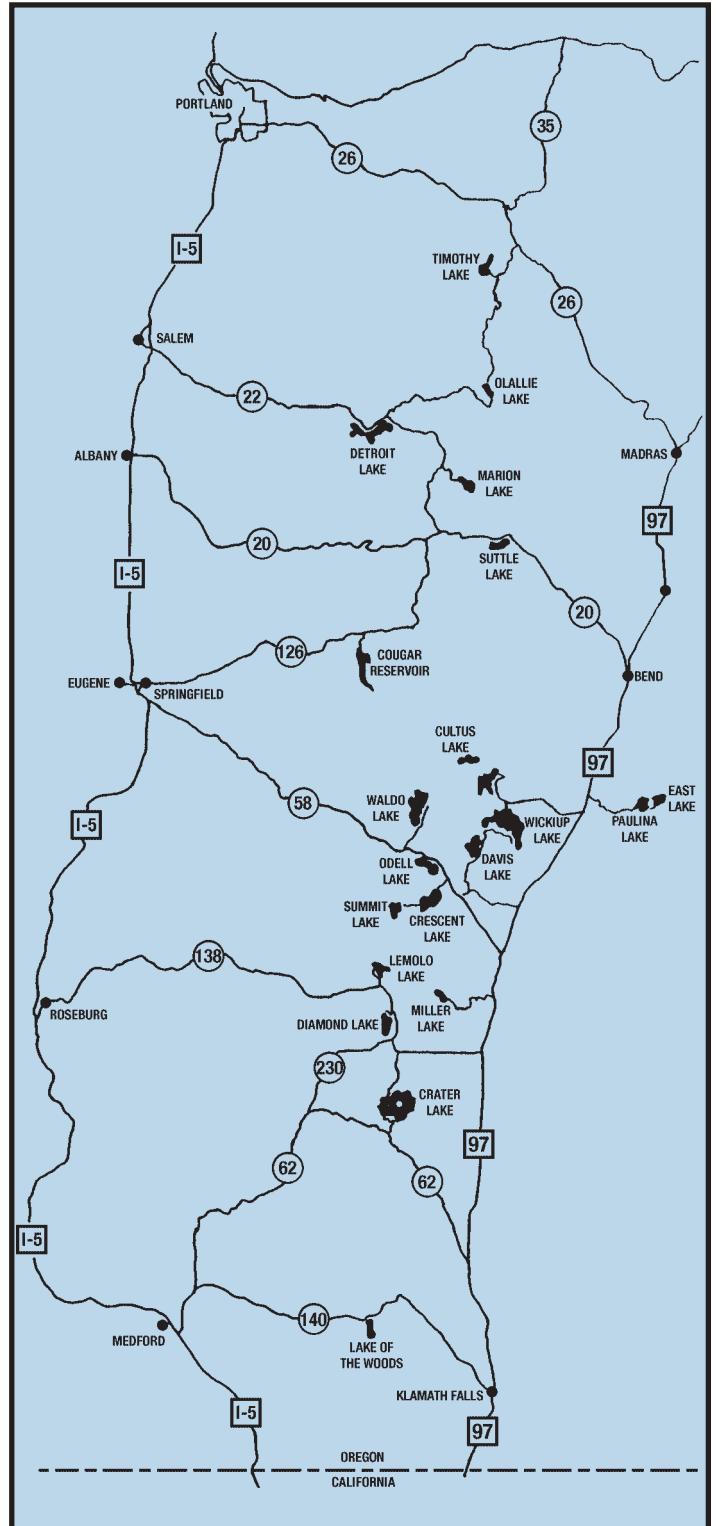 PORTLAND
35
26
I-5
TIMOTHY
LAKE
26
SALEM
OLALLIE
LAKE
22
DETROIT
LAKE
ALBANY
MADRAS
MARION
LAKE
97
20
SUTTLE
LAKE
I-5
20
126
COUGAR
RESERVOIR
EUGENE
SPRINGFIELD
BEND
CULTUS
LAKE
97
58
WALDO
LAKE
EAST
LAKE
PAULINA
LAKE
WICKIUP
LAKE
I-5
DAVIS
LAKE
ODELL
LAKE
SUMMIT
LAKE
CRESCENT
LAKE
138
LEMOLO
LAKE
ROSEBURG
MILLER
LAKE
DIAMOND LAKE
230
CRATER
LAKE
97
62
62
I-5
140
MEDFORD
LAKE OF
THE WOODS
KLAMATH FALLS
I-5
97
OREGON
CALIFORNIA